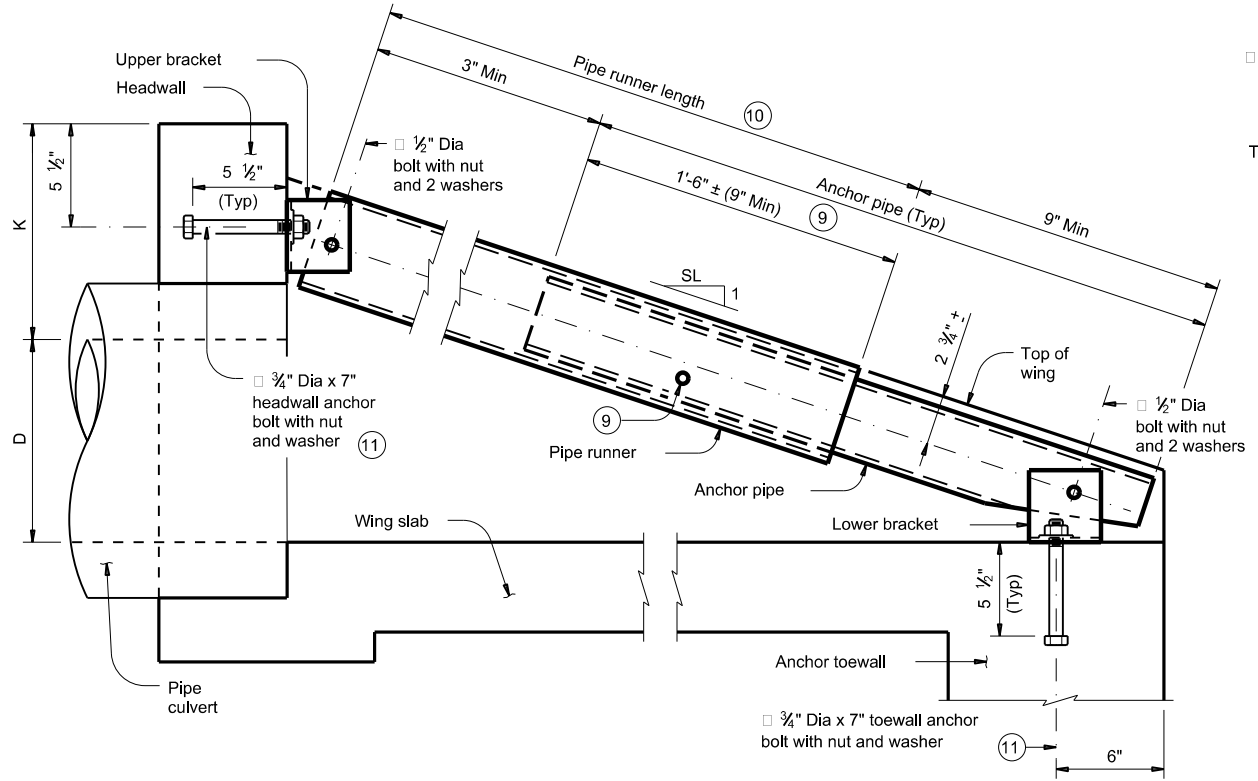 Upper bracket
Headwall
5 ½"
K
5 ½"
(Typ)
□ ½" Dia
bolt with nut
and 2 washers
3" Min
Pipe runner length
10
1'-6" ± (9" Min)
9
Anchor pipe (Typ)
9" Min
T
SL
1
2 ¾" ±
Top of
wing
□ ½" Dia
bolt with nut
and 2 washers
□ ¾" Dia x 7"
headwall anchor
bolt with nut
and washer
11
D
9
Pipe runner
Anchor pipe
Wing slab
Lower bracket
5 ½"
(Typ)
Anchor toewall
Pipe
culvert
□ ¾" Dia x 7" toewall anchor
bolt with nut and washer
11
6"